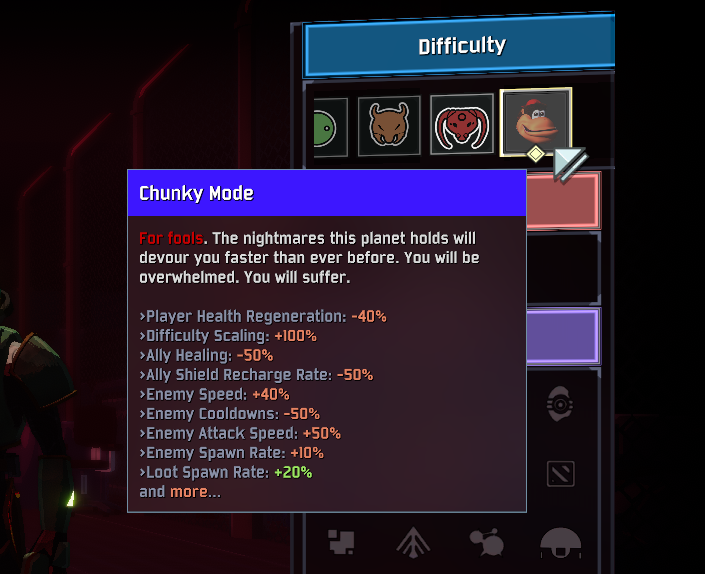 Difficulty
Chunky Mode
For fools. The nightmares this planet holds will
devour you faster than ever before. You will be
overwhelmed. You will suffer.
>Player Health Regeneration: -40%
>Difficulty Scaling: +100%
>Ally Healing: -50%
>Ally Shield Recharge Rate: -50%
>Enemy Speed: +40%
>Enemy Cooldowns: -50%
>Enemy Attack Speed: +50%
>Enemy Spawn Rate: +10%
>Loot Spawn Rate: +20%
and more...